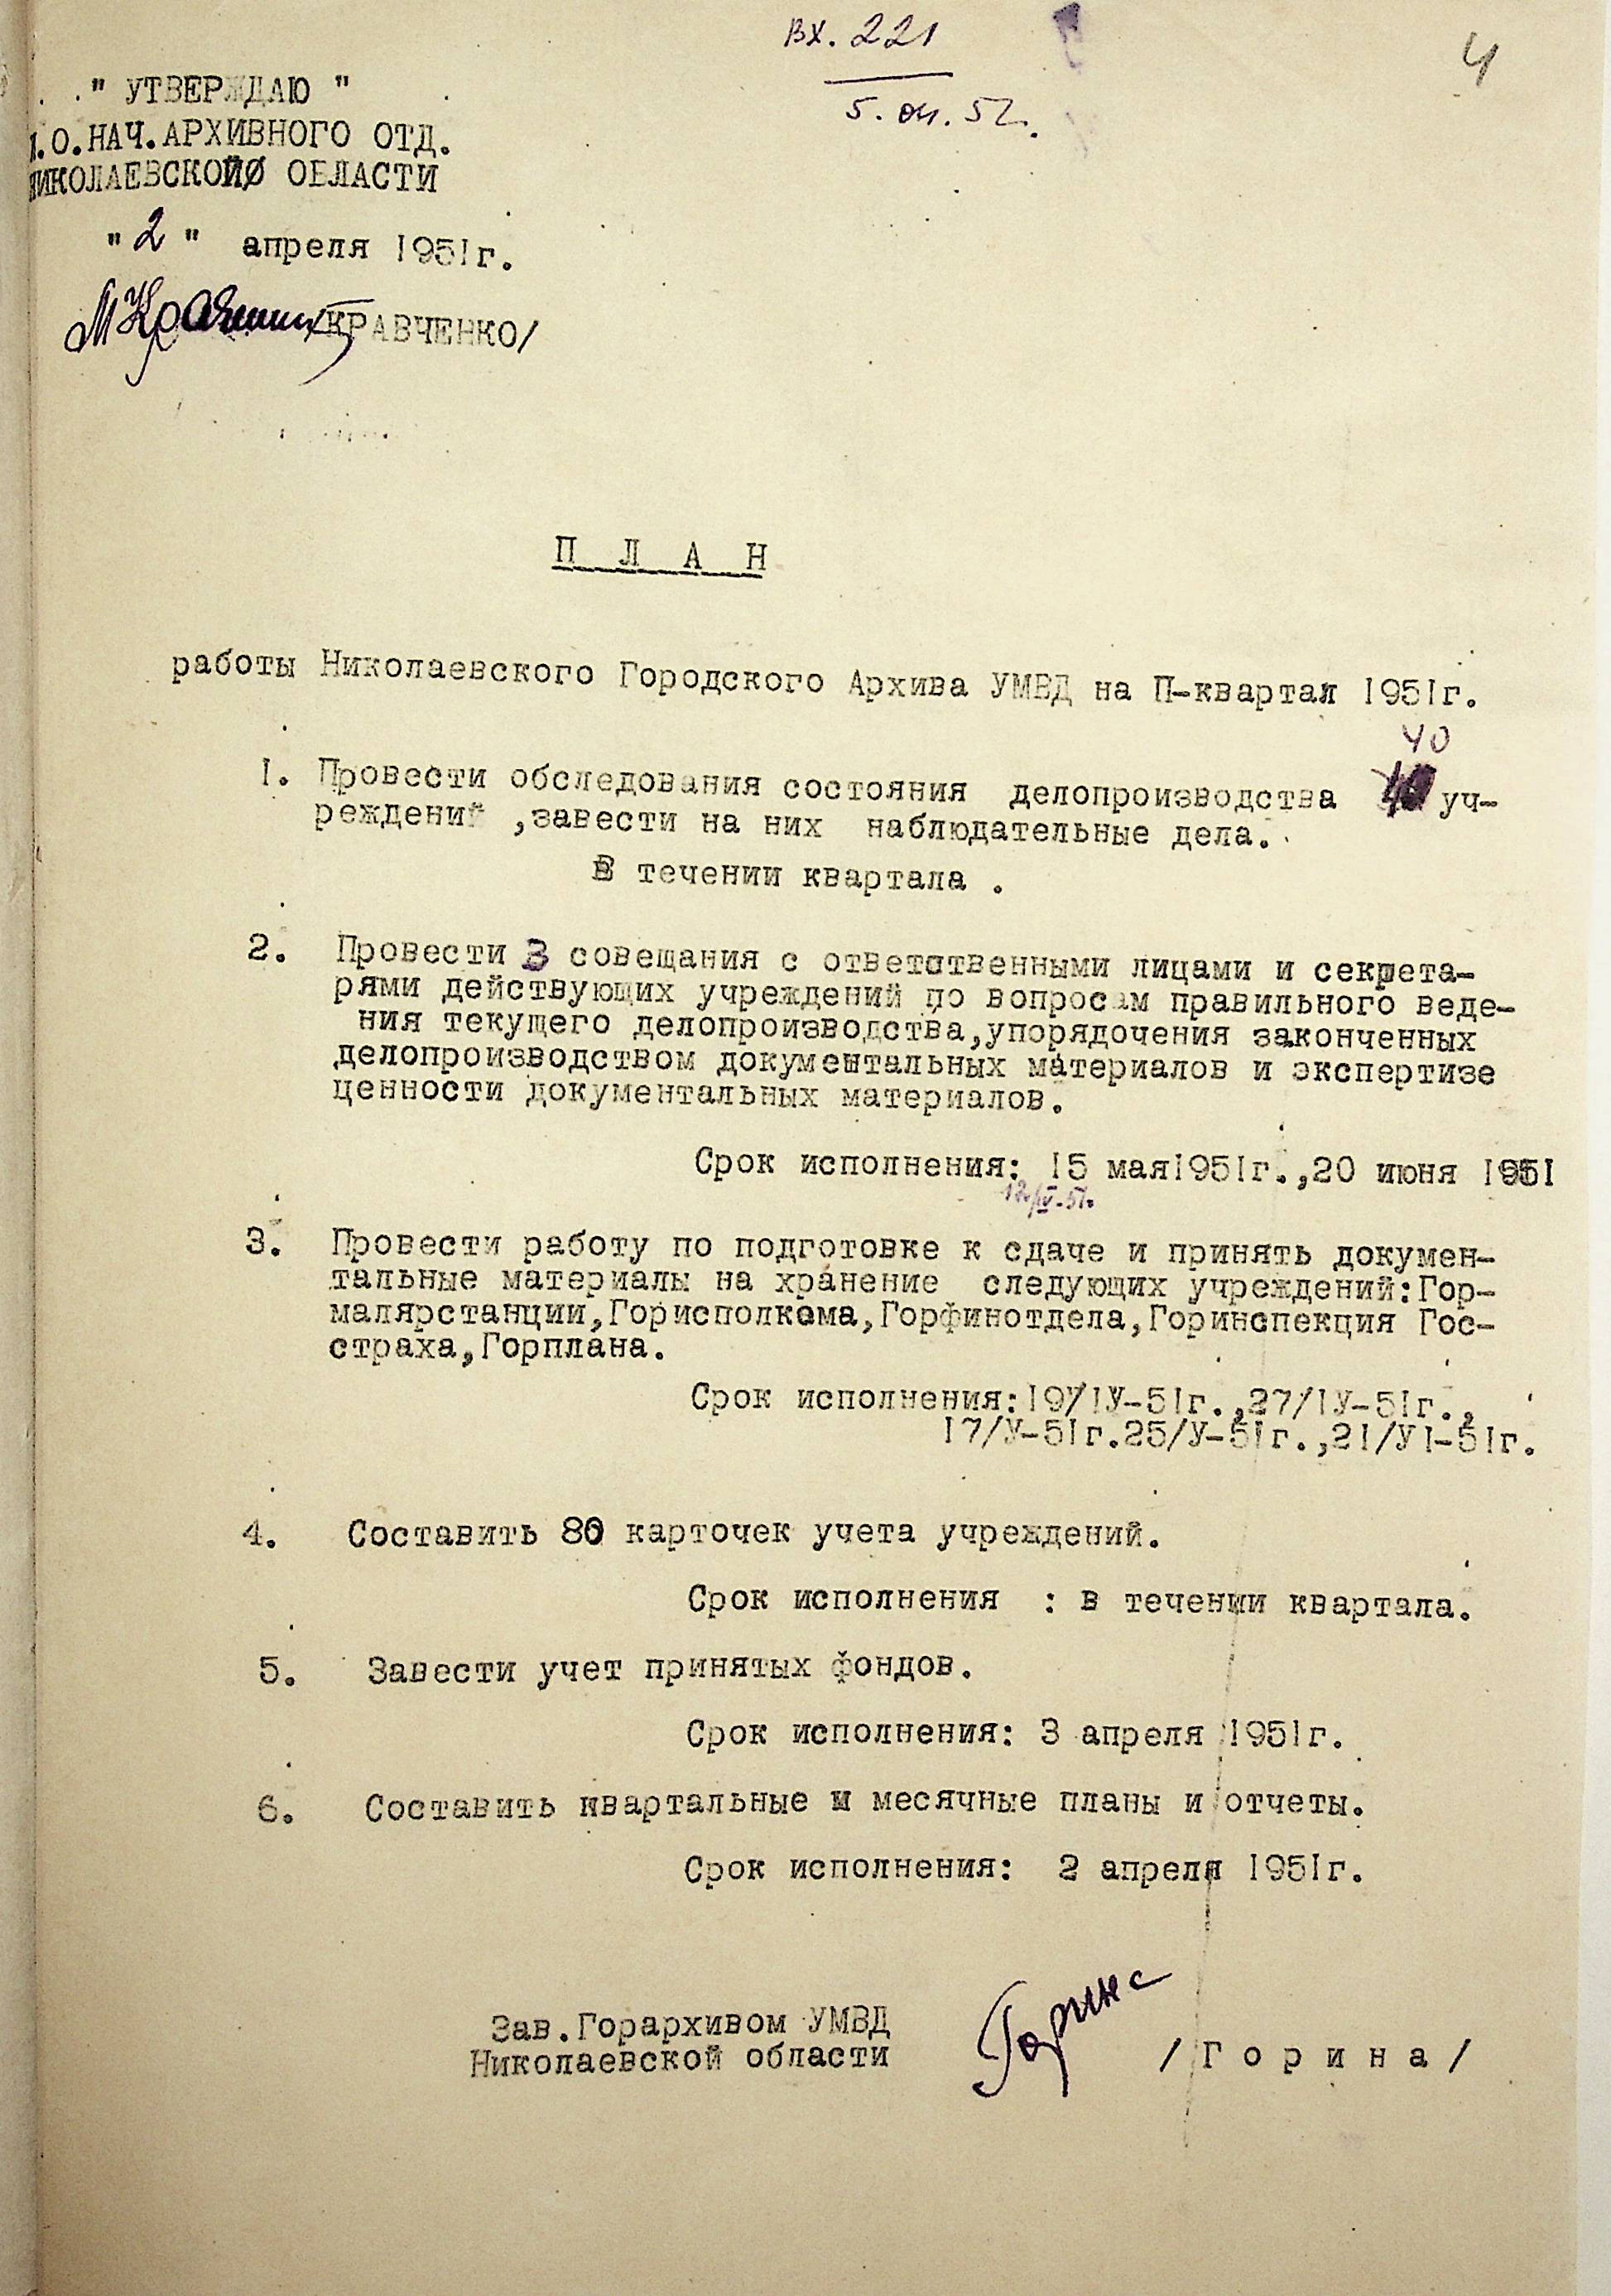 вх. 221
5. 04. 51.
4
" УТВЕРЖДАЮ "
И.О.НАЧ.АРХИВНОГО ОТД.
НИКОЛАЕВСКОЙ ОБЛАСТИ
" 2 " апреля 1951г.
/КРАВЧЕНКО/
П Л А Н
работы Николаевского Городского Архива УМВД на П-квартал 1951г.
40
1. Провести обследования состояния делопроизводства 40 уч-
реждений ,завести на них наблюдательные дела.
В течении квартала .
2. Провести 3 совещания с ответственными лицами и секрета-
рями действующих учреждений по вопросам правильного веде-
ния текущего делопроизводства,упорядочения законченных
делопроизводством документальных материалов и экспертизе
ценности документальных материалов.
Срок исполнения: 15 мая1951г.,20 июня 1951
12/IV-51.
3. Провести работу по подготовке к сдаче и принять докумен-
тальные материалы на хранение следующих учреждений:Гор-
малярстанции,Горисполкома,Горфинотдела,Горинспекция Гос-
страха,Горплана.
Срок исполнения:19/1У-51г.,27/1У-51г.,
17/У-51г.25/У-51г.,21/У1-51г.
4. Составить 80 карточек учета учреждений.
Срок исполнения : в течении квартала.
5. Завести учет принятых фондов.
Срок исполнения: 3 апреля 1951г.
6. Составить квартальные и месячные планы и отчеты.
Срок исполнения: 2 апреля 1951г.
Зав.Горархивом УМВД
Николаевской области
Горина
/ Г о р и н а /